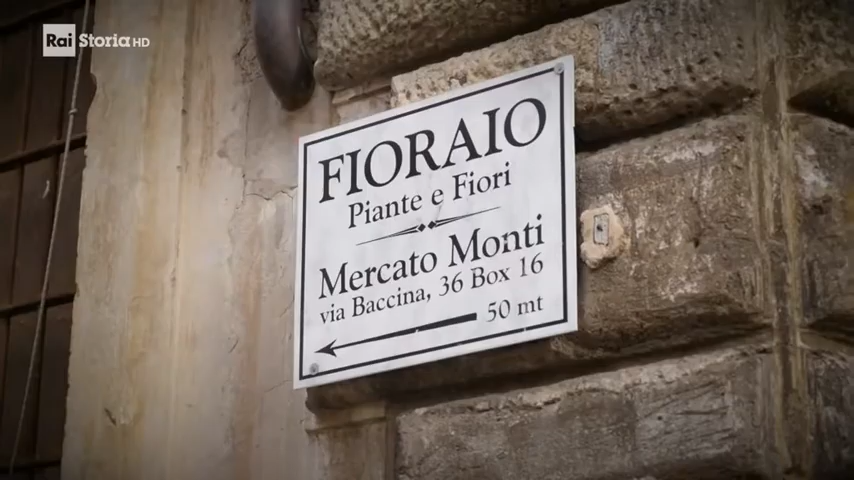 Rai Storia HD
FIORAIO
Piante e Fiori
Mercato Monti
via Baccina, 36 Box 16
50 mt